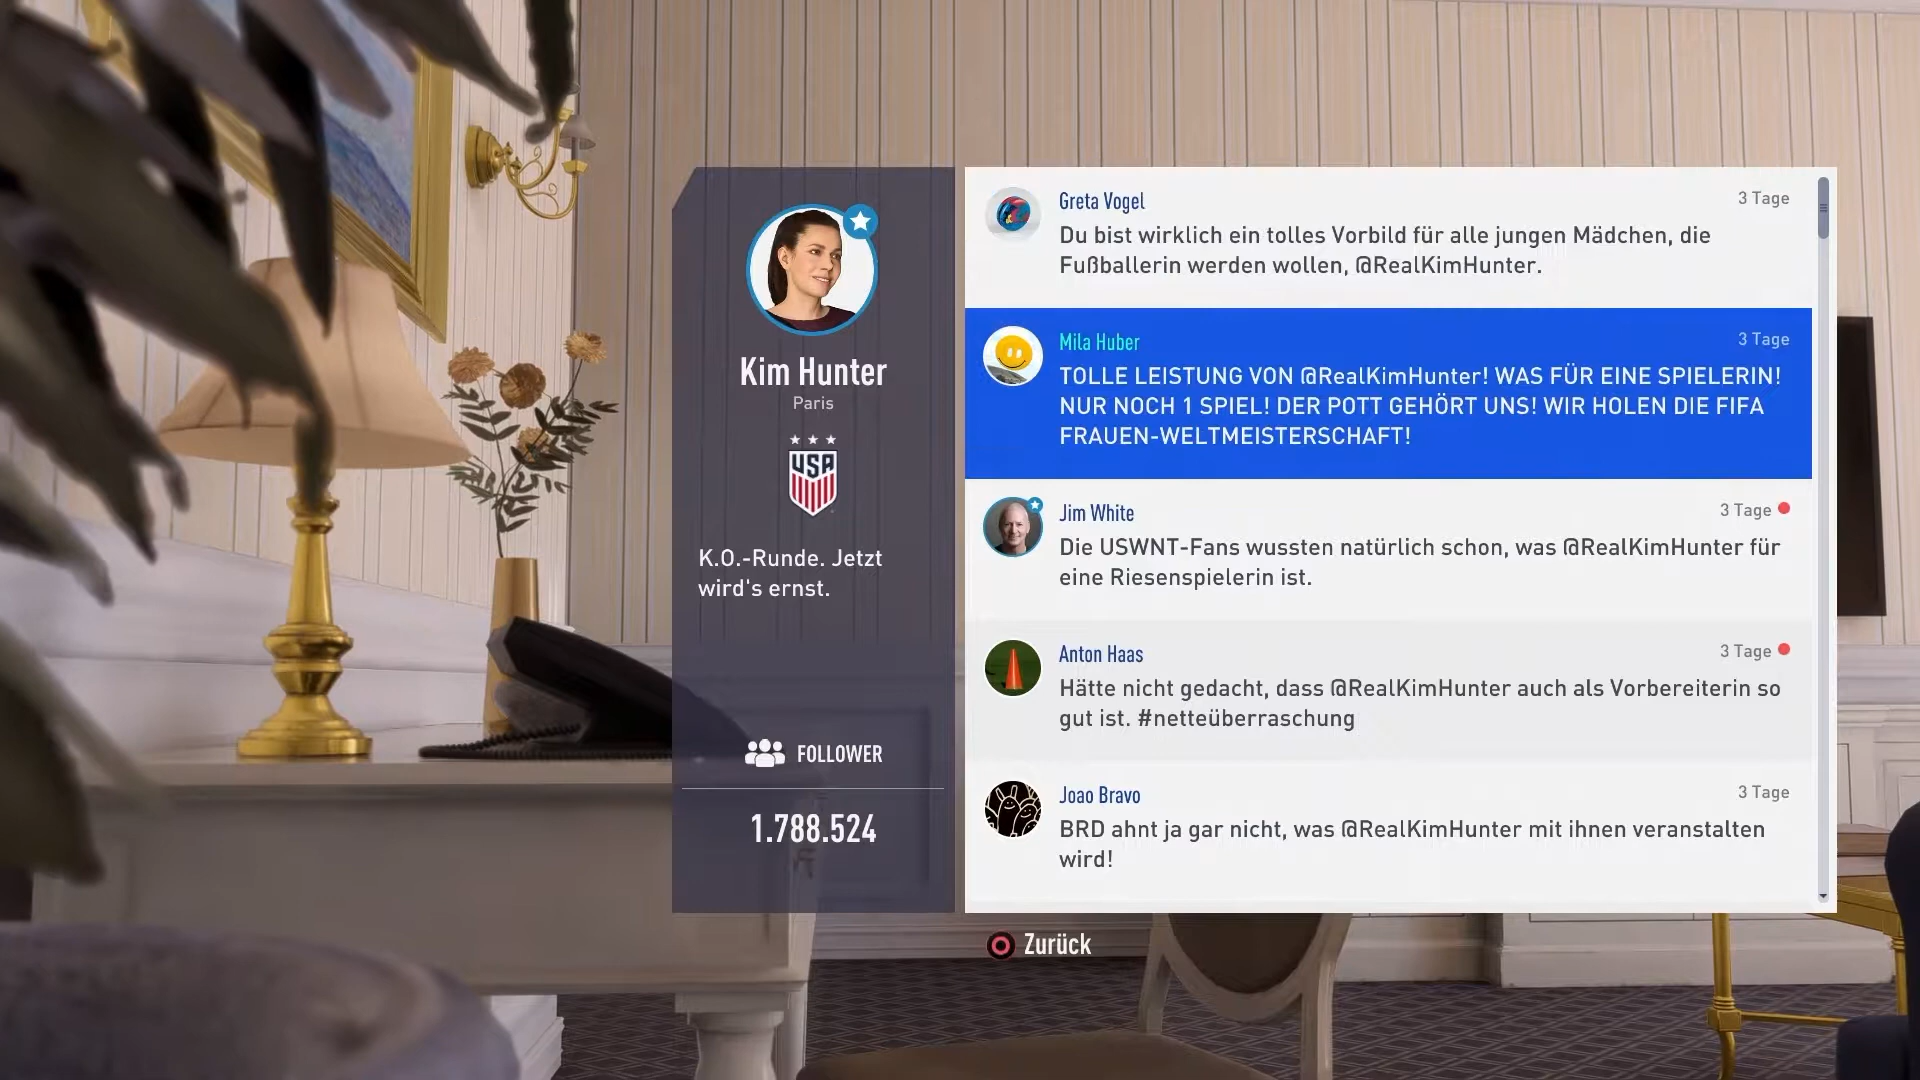 Kim Hunter
Paris
USA
K.O.-Runde. Jetzt
wird's ernst.
FOLLOWER
1.788.524
Greta Vogel
3 Tage
Du bist wirklich ein tolles Vorbild für alle jungen Mädchen, die
Fußballerin werden wollen, @RealKimHunter.
Mila Huber
3 Tage
TOLLE LEISTUNG VON @RealKimHunter! WAS FÜR EINE SPIELERIN!
NUR NOCH 1 SPIEL! DER POTT GEHÖRT UNS! WIR HOLEN DIE FIFA
FRAUEN-WELTMEISTERSCHAFT!
Jim White
3 Tage
Die USWNT-Fans wussten natürlich schon, was @RealKimHunter für
eine Riesenspielerin ist.
Anton Haas
3 Tage
Hätte nicht gedacht, dass @RealKimHunter auch als Vorbereiterin so
gut ist. #netteüberraschung
Joao Bravo
3 Tage
BRD ahnt ja gar nicht, was @RealKimHunter mit ihnen veranstalten
wird!
Zurück